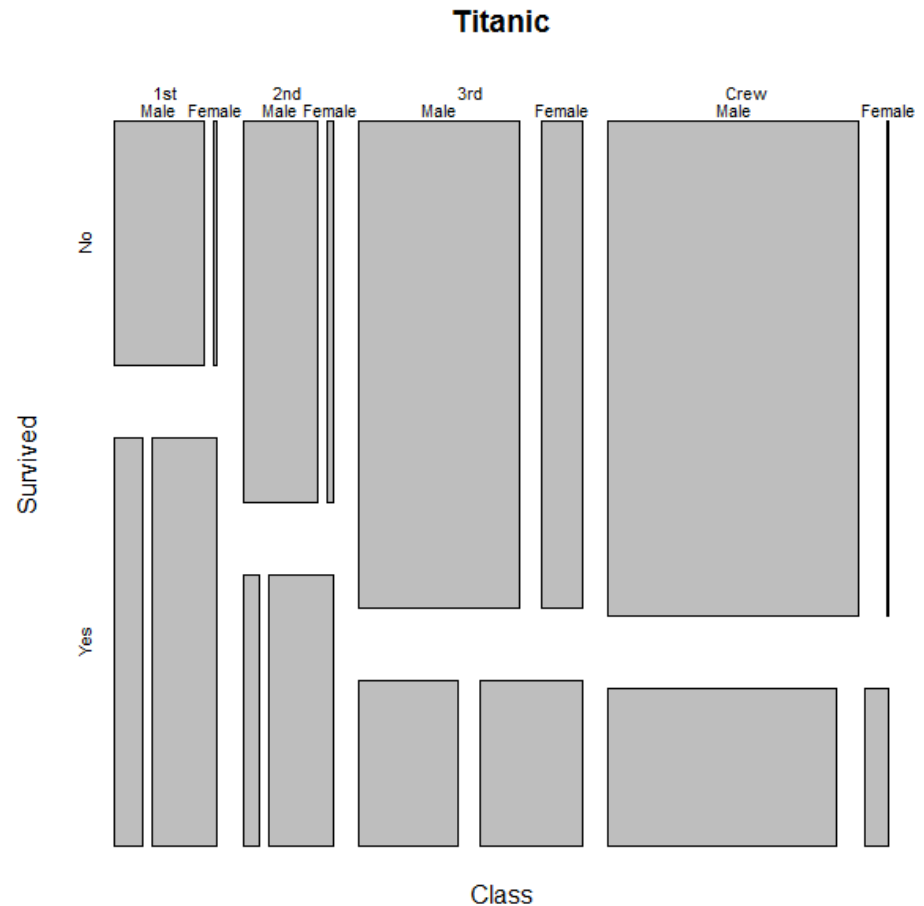 Titanic
1st 2nd 3rd Crew
Male Female Male Female Male Female Male Female
No
Survived
Yes
Class